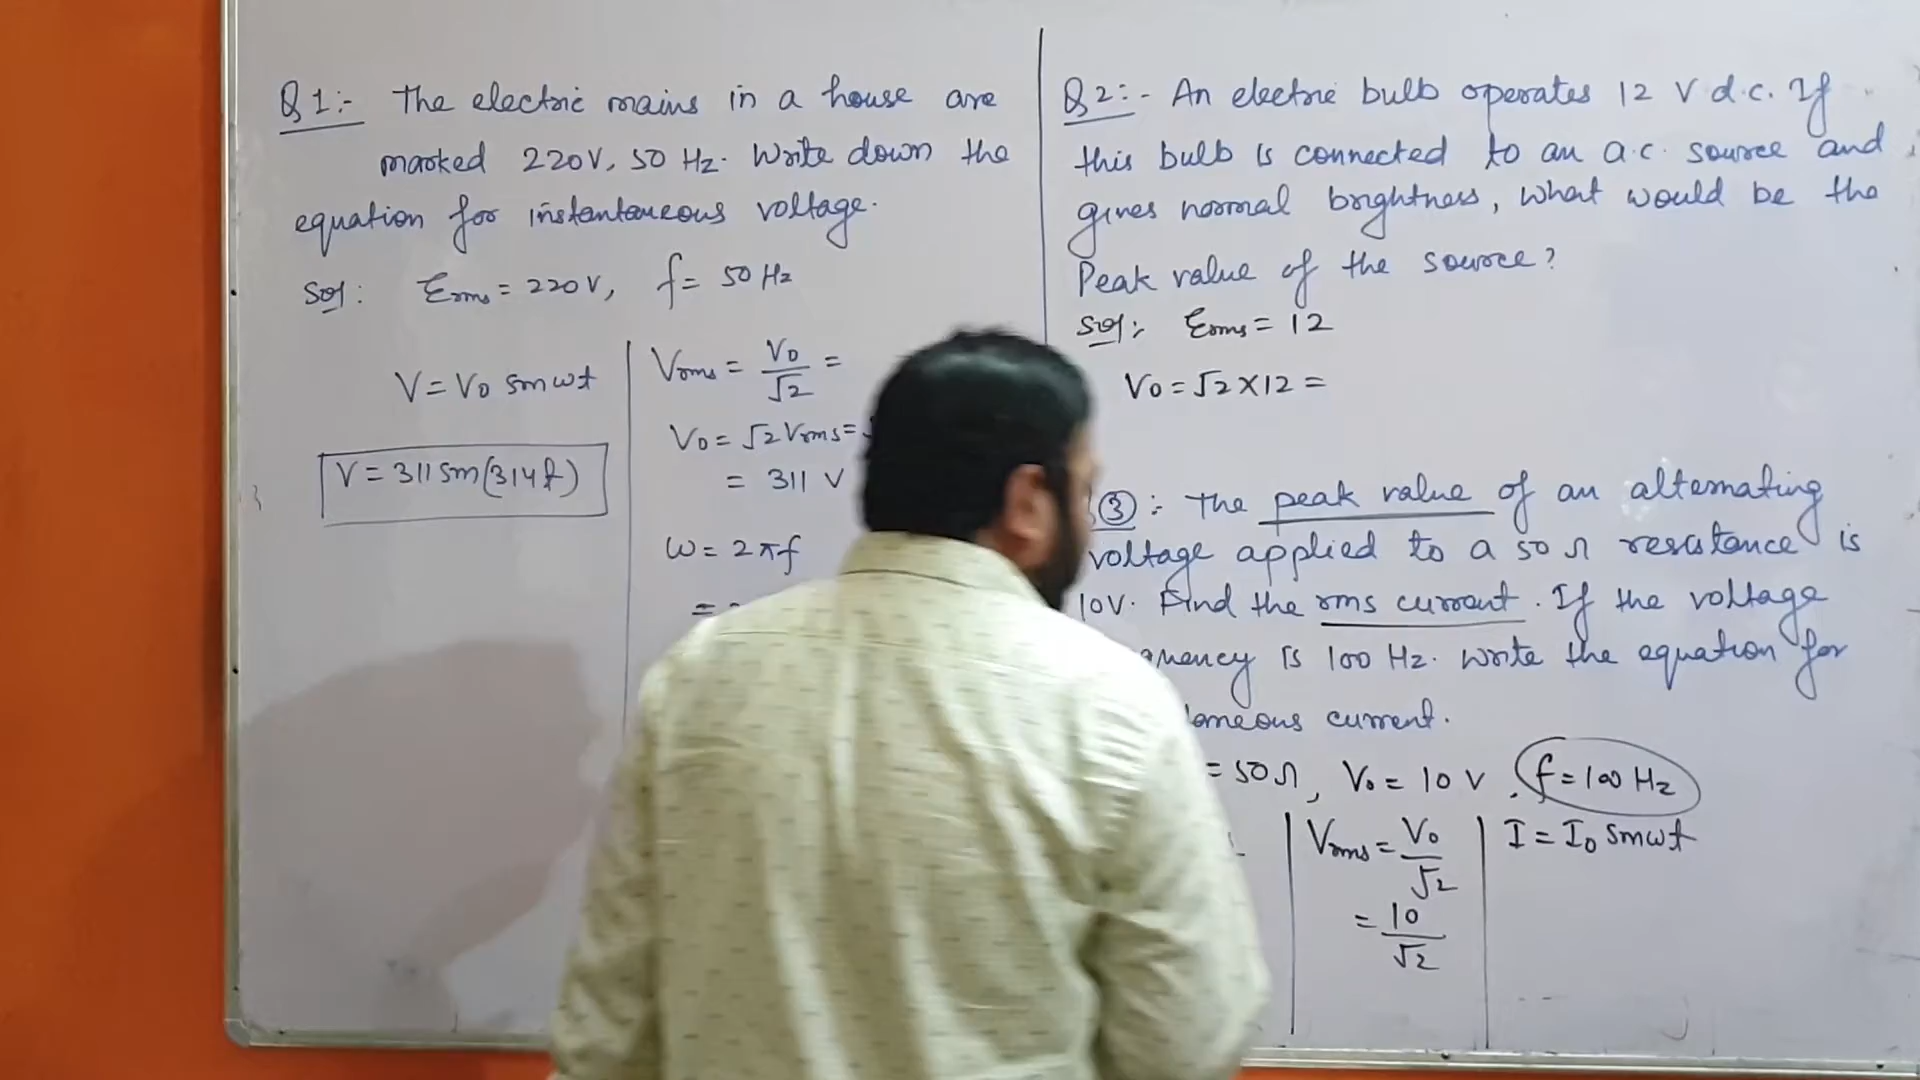 Q1:- The electric mains in a house are
marked 220V, 50 Hz. Write down the
equation for instantaneous voltage.
Sol: Erms = 220V, f = 50 Hz
V = V0 sin ωt
V = 311 sin(314t)
Vrms = V0/√2 =
V0 = √2 Vrms =
= 311 V
ω = 2πf
=
Q2:- An electric bulb operates 12 V d.c. If
this bulb is connected to an a.c. source and
gives normal brightness, what would be the
Peak value of the source?
Sol: Erms = 12
V0 = √2 × 12 =
③: The peak value of an alternating
voltage applied to a 50 Ω resistance is
10V. Find the rms current. If the voltage
is 100 Hz. Write the equation for
current.
= 50Ω, V0 = 10 V, f = 100 Hz
Vrms = V0/√2
= 10/√2
I = I0 sin ωt